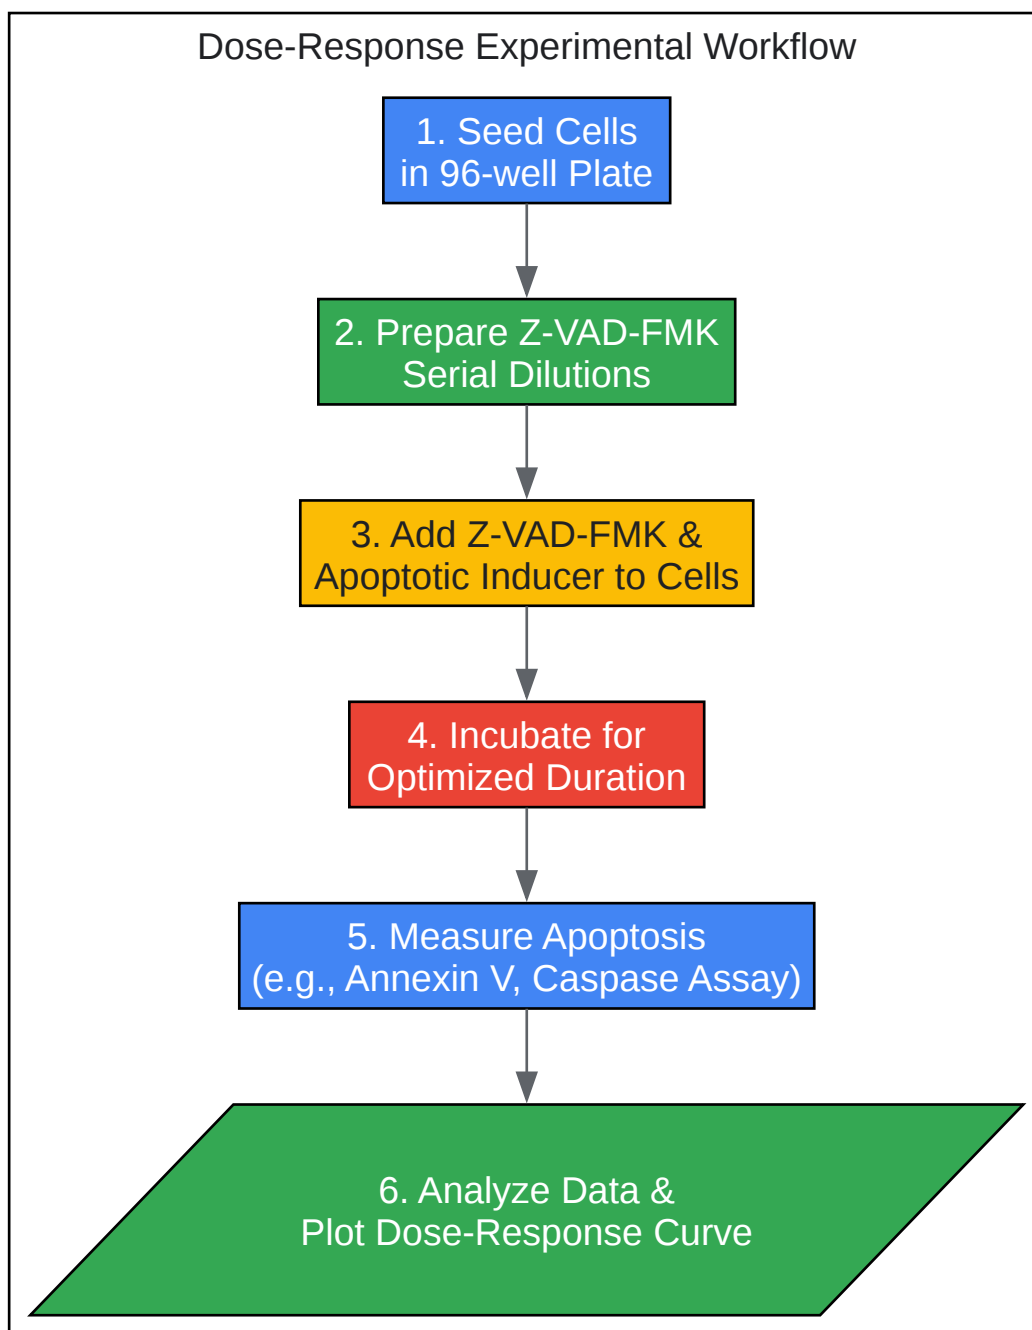 Dose-Response Experimental Workflow
1. Seed Cells
in 96-well Plate
2. Prepare Z-VAD-FMK
Serial Dilutions
3. Add Z-VAD-FMK &
Apoptotic Inducer to Cells
4. Incubate for
Optimized Duration
5. Measure Apoptosis
(e.g., Annexin V, Caspase Assay)
6. Analyze Data &
Plot Dose-Response Curve